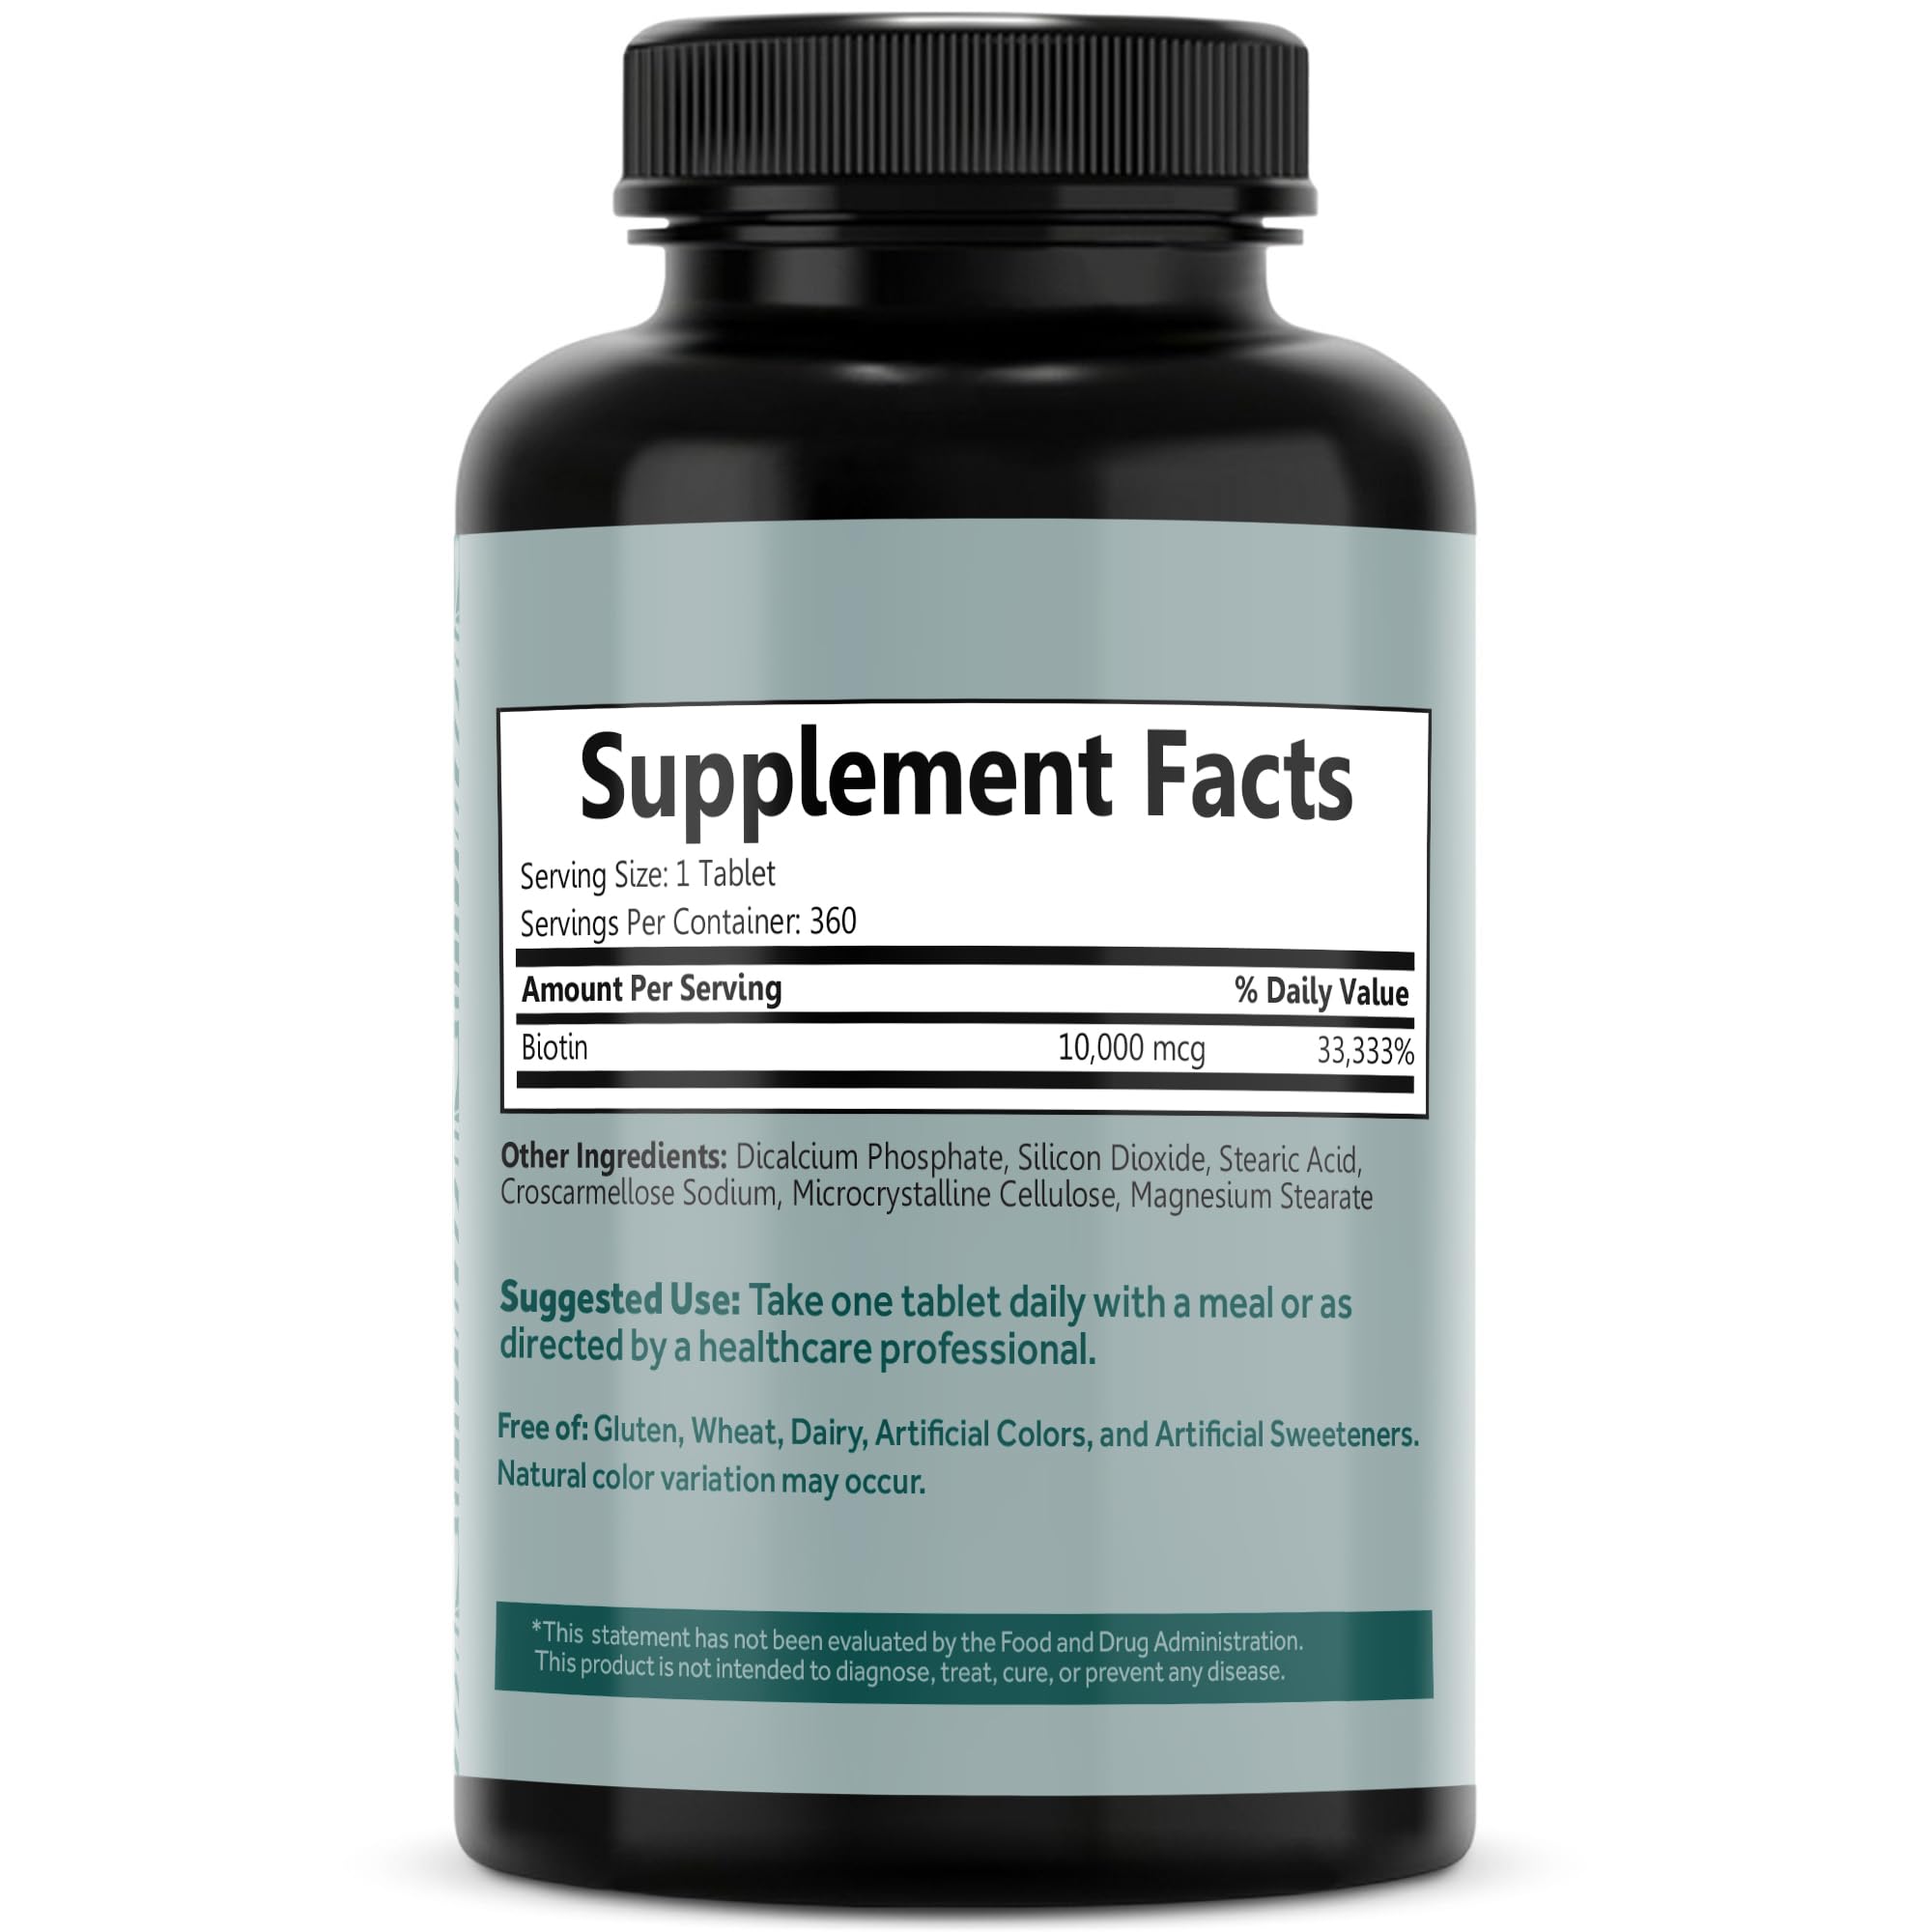 Supplement Facts
Serving Size: 1 Tablet
Servings Per Container: 360
Amount Per Serving % Daily Value
Biotin 10,000 mcg 33,333%
Other Ingredients: Dicalcium Phosphate, Silicon Dioxide, Stearic Acid,
Croscarmellose Sodium, Microcrystalline Cellulose, Magnesium Stearate
Suggested Use: Take one tablet daily with a meal or as
directed by a healthcare professional.
Free of: Gluten, Wheat, Dairy, Artificial Colors, and Artificial Sweeteners.
Natural color variation may occur.
*This statement has not been evaluated by the Food and Drug Administration.
This product is not intended to diagnose, treat, cure, or prevent any disease.